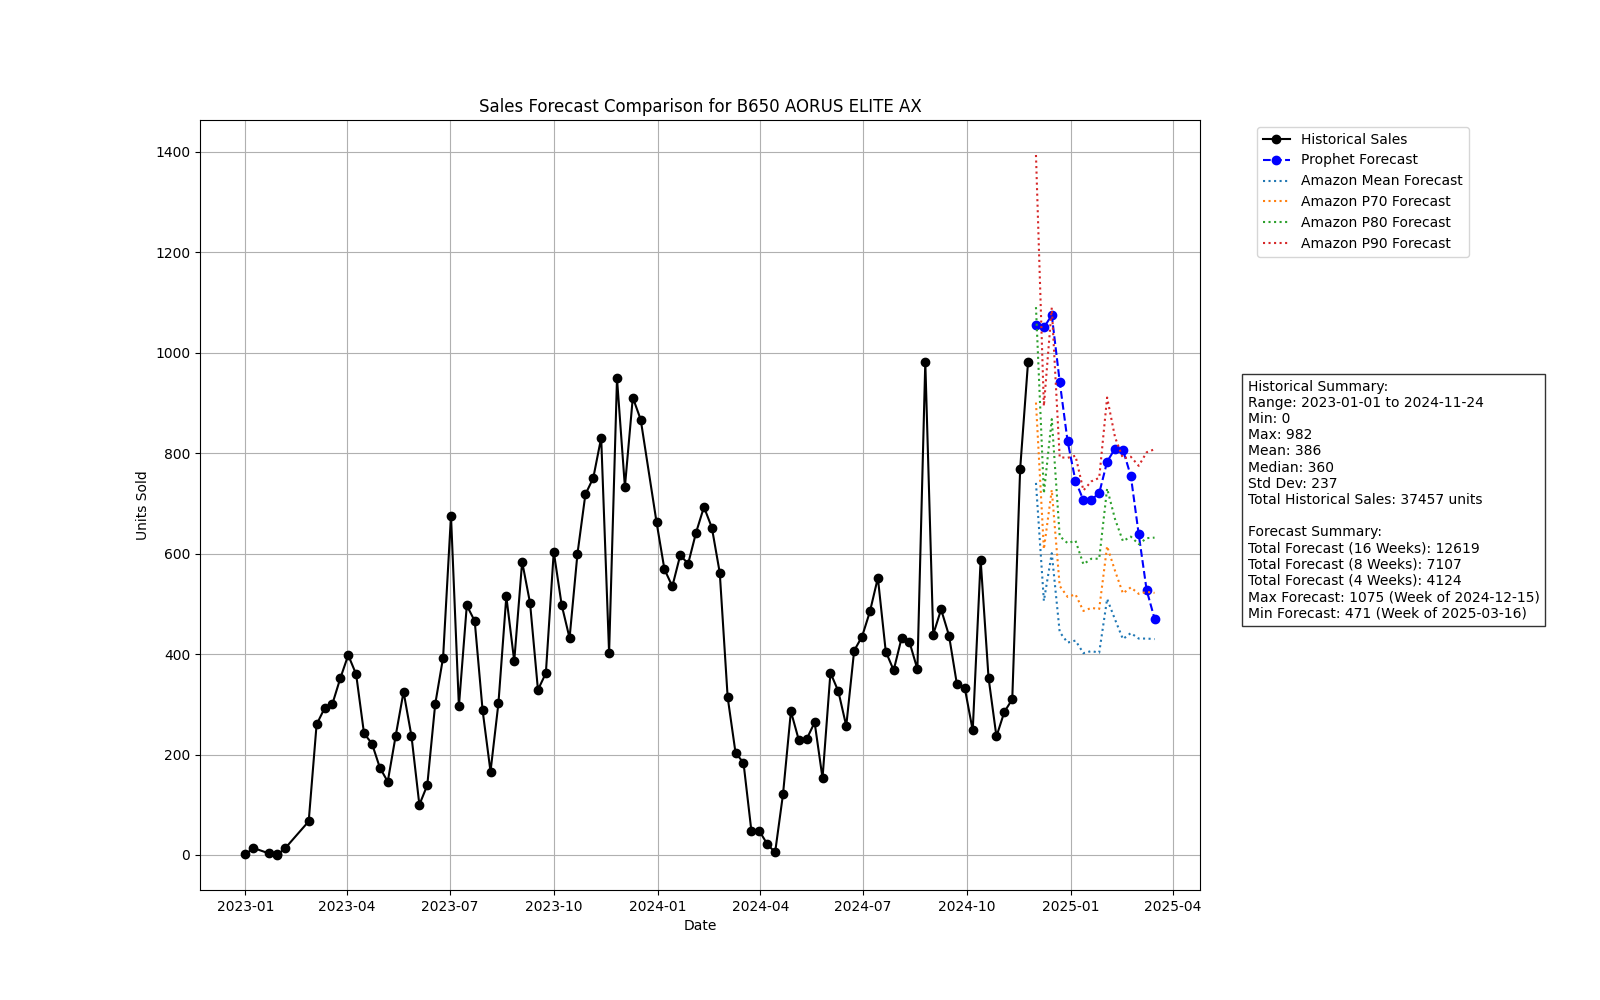 Sales Forecast Comparison for B650 AORUS ELITE AX
Units Sold
1400
1200
1000
800
600
400
200
0
2023-01
2023-04
2023-07
2023-10
2024-01
2024-04
2024-07
2024-10
2025-01
2025-04
Date
Historical Sales
Prophet Forecast
Amazon Mean Forecast
Amazon P70 Forecast
Amazon P80 Forecast
Amazon P90 Forecast
Historical Summary:
Range: 2023-01-01 to 2024-11-24
Min: 0
Max: 982
Mean: 386
Median: 360
Std Dev: 237
Total Historical Sales: 37457 units
Forecast Summary:
Total Forecast (16 Weeks): 12619
Total Forecast (8 Weeks): 7107
Total Forecast (4 Weeks): 4124
Max Forecast: 1075 (Week of 2024-12-15)
Min Forecast: 471 (Week of 2025-03-16)